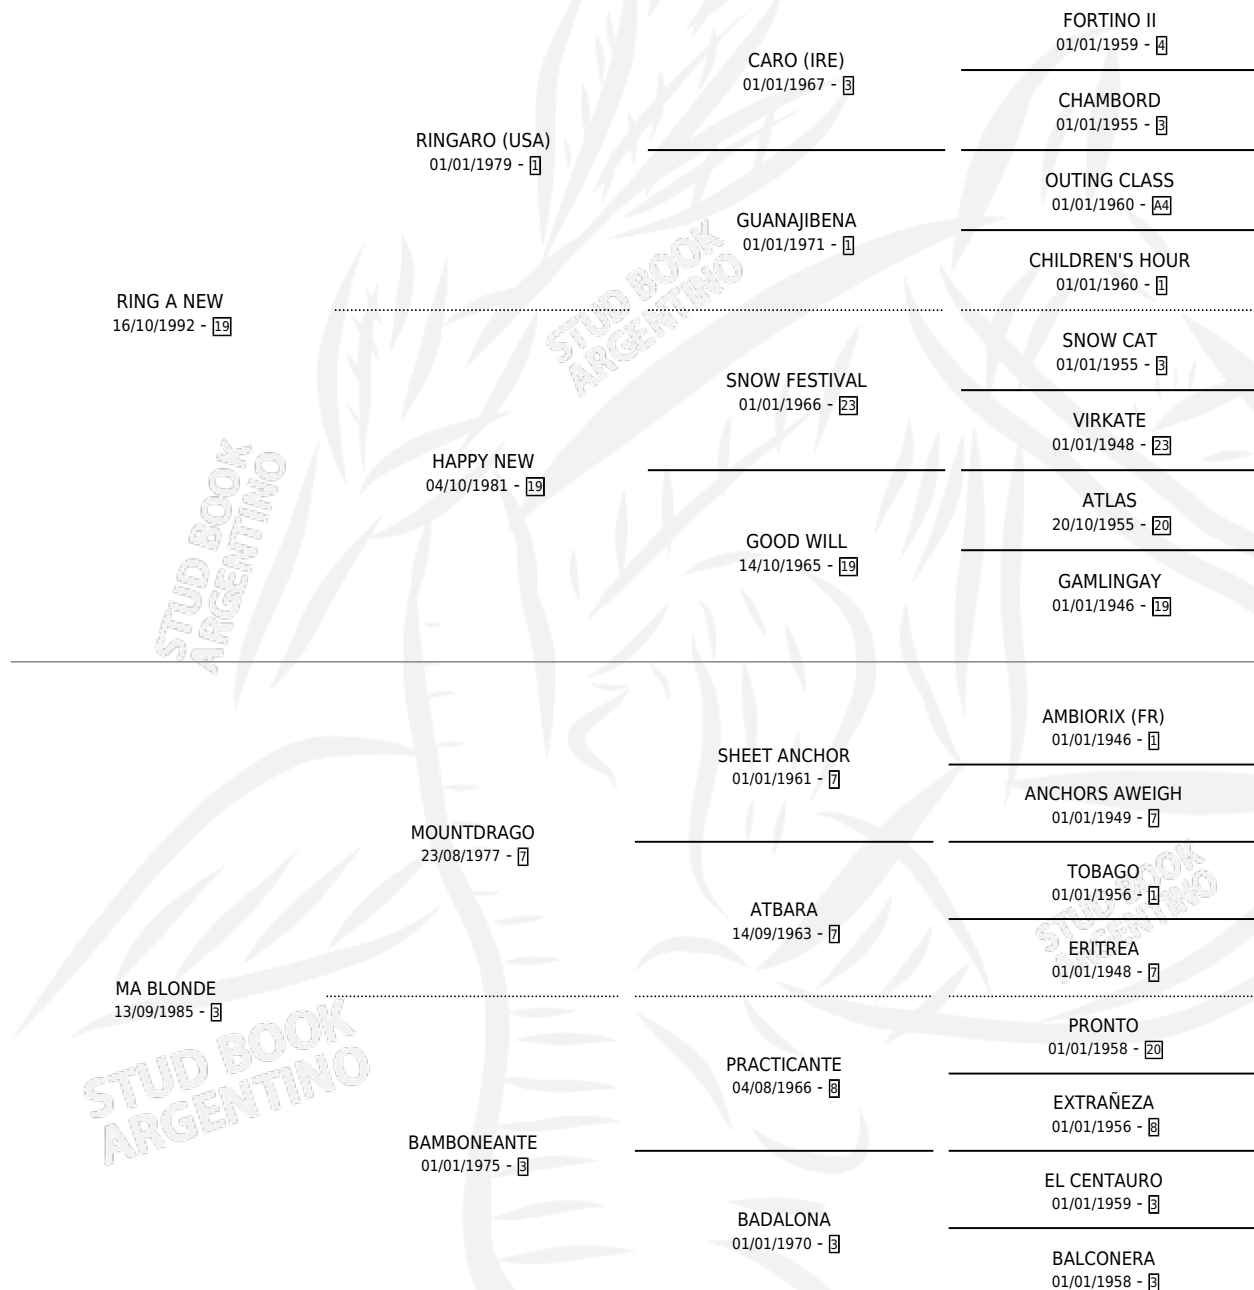 FORTINO II
01/01/1959 - 4
CARO (IRE)
01/01/1967 - 3
CHAMBORD
01/01/1955 - 3
RINGARO (USA)
01/01/1979 - 1
OUTING CLASS
01/01/1960 - A4
GUANAJIBENA
01/01/1971 - 1
CHILDREN'S HOUR
01/01/1960 - 1
RING A NEW
16/10/1992 - 19
SNOW CAT
01/01/1955 - 3
SNOW FESTIVAL
01/01/1966 - 23
VIRKATE
01/01/1948 - 23
HAPPY NEW
04/10/1981 - 19
ATLAS
20/10/1955 - 20
GOOD WILL
14/10/1965 - 19
GAMLINGAY
01/01/1946 - 19
AMBIORIX (FR)
01/01/1946 - 1
SHEET ANCHOR
01/01/1961 - 7
ANCHORS AWEIGH
01/01/1949 - 7
MOUNTDRAGO
23/08/1977 - 7
TOBAGO
01/01/1956 - 1
ATBARA
14/09/1963 - 7
ERITREA
01/01/1948 - 7
MA BLONDE
13/09/1985 - 3
PRONTO
01/01/1958 - 20
PRACTICANTE
04/08/1966 - 8
EXTRAÑEZA
01/01/1956 - 8
BAMBONEANTE
01/01/1975 - 3
EL CENTAURO
01/01/1959 - 3
BADALONA
01/01/1970 - 3
BALCONERA
01/01/1958 - 3
STUD BOOK
ARGENTINO
STUD BOOK
ARGENTINO
STUD BOOK
ARGENTINO
STUD BOOK
ARGENTINO